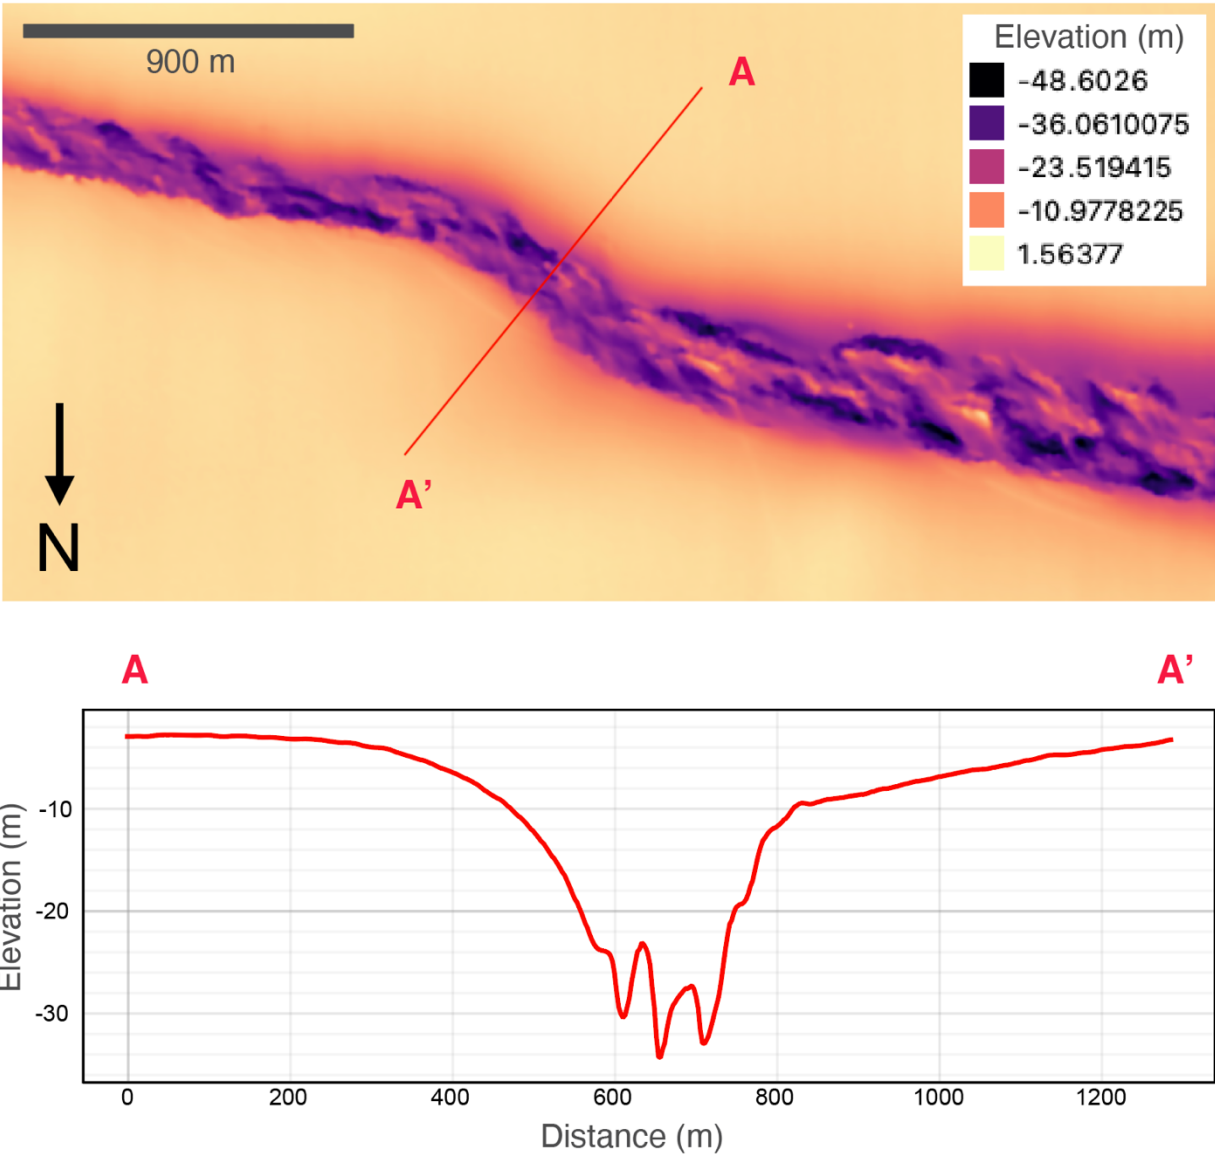 900 m
A
Elevation (m)
-48.6026
-36.0610075
-23.519415
-10.9778225
1.56377
A’
N
A
A’
Elevation (m)
-10
-20
-30
0
200
400
600
800
1000
1200
Distance (m)